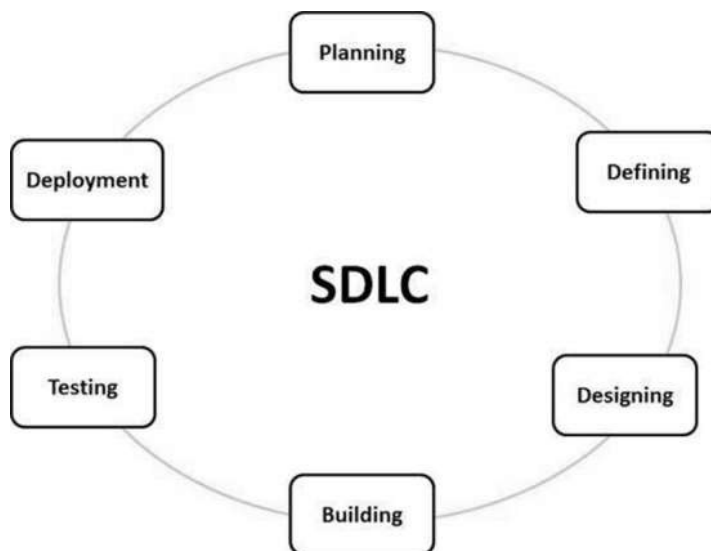 Planning
Defining
Designing
Building
Testing
Deployment
SDLC